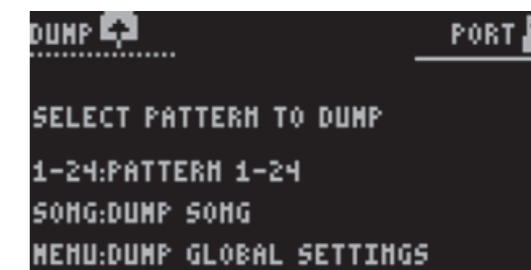 DUMP PORT
SELECT PATTERN TO DUMP
1-24:PATTERN 1-24
SONG:DUMP SONG
MENU:DUMP GLOBAL SETTINGS